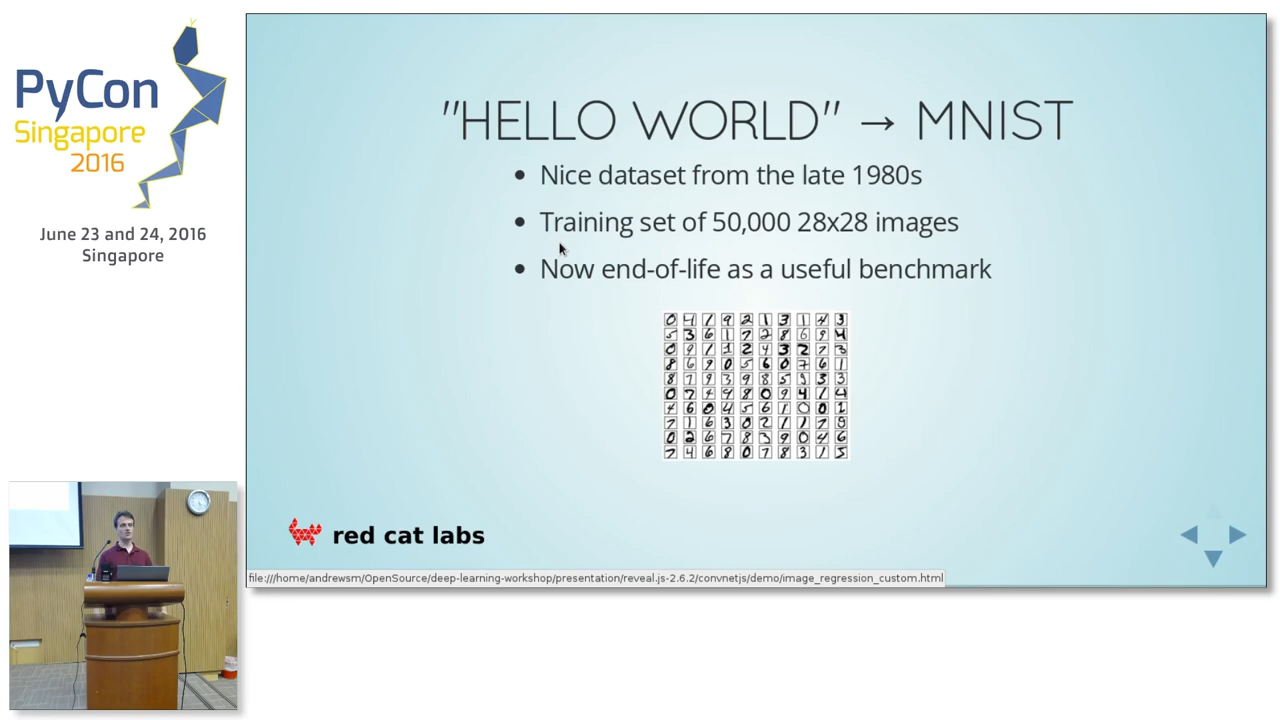 PyCon
Singapore
2016
June 23 and 24, 2016
Singapore
"HELLO WORLD" → MNIST
• Nice dataset from the late 1980s
• Training set of 50,000 28x28 images
• Now end-of-life as a useful benchmark
red cat labs
file:///home/andrewsm/OpenSource/deep-learning-workshop/presentation/reveal.js-2.6.2/convnetjs/demo/image_regression_custom.html